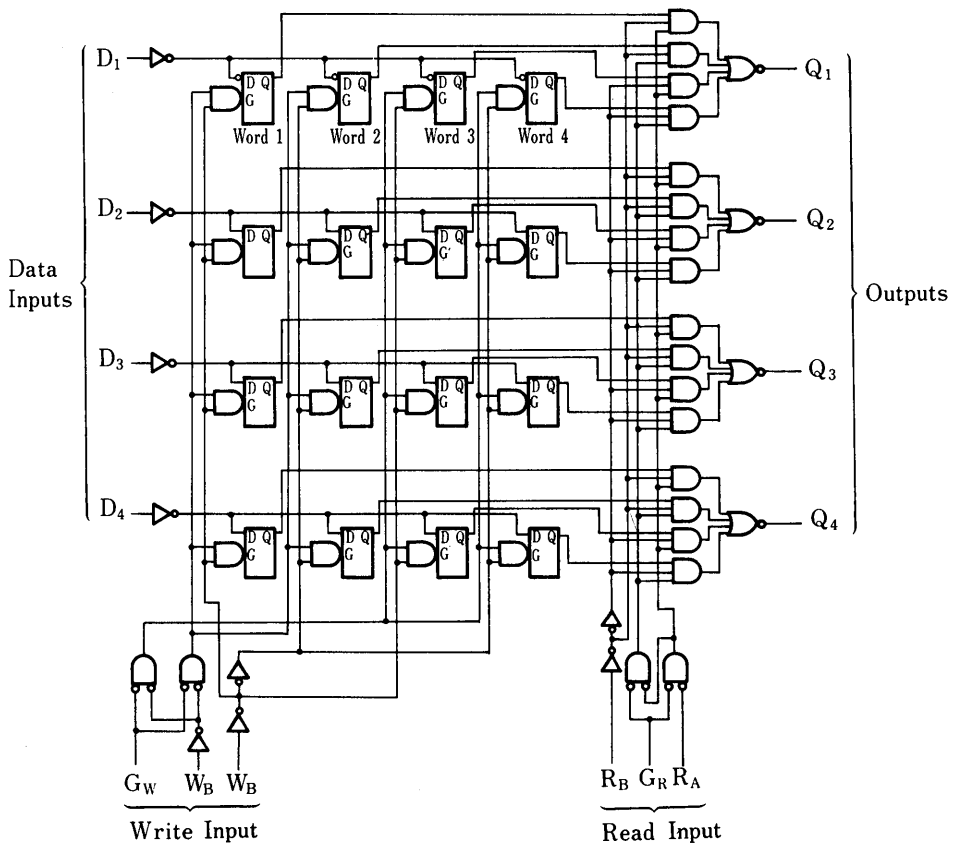 D1
D Q
G
Word 1
D Q
G
Word 2
D Q
G
Word 3
D Q
G
Word 4
Q1
D2
D Q
G
D Q
G
D Q
G
D Q
G
Q2
Data
Inputs
Outputs
D3
D Q
G
D Q
G
D Q
G
D Q
G
Q3
D4
D Q
G
D Q
G
D Q
G
D Q
G
Q4
GW
WB
WB
Write Input
RB
GR
RA
Read Input